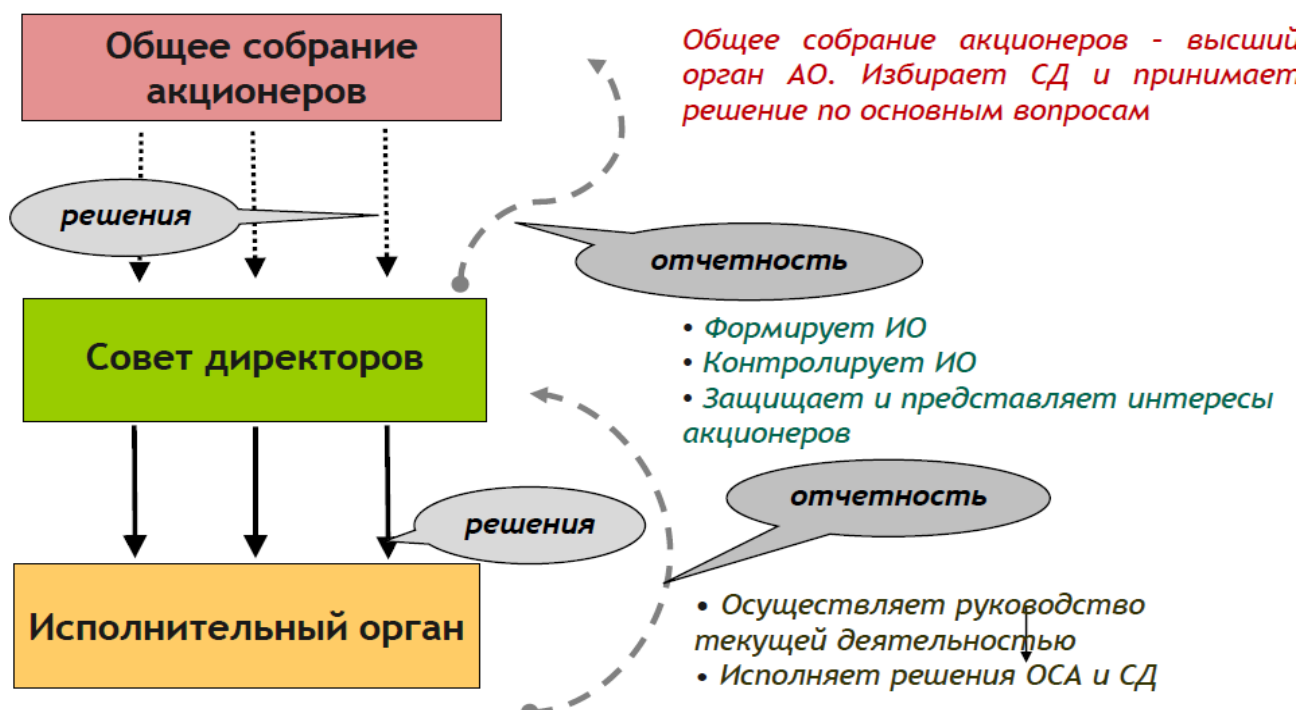 Общее собрание
акционеров
Общее собрание акционеров - высший
орган АО. Избирает СД и принимает
решение по основным вопросам
решения
отчетность
Совет директоров
• Формирует ИО
• Контролирует ИО
• Защищает и представляет интересы
акционеров
решения
отчетность
Исполнительный орган
• Осуществляет руководство
текущей деятельностью
• Исполняет решения ОСА и СД